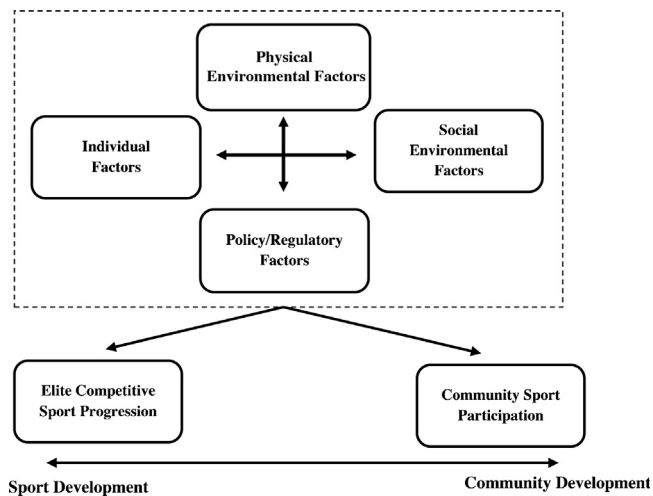 Physical
Environmental Factors
Individual
Factors
Social
Environmental
Factors
Policy/Regulatory
Factors
Elite Competitive
Sport Progression
Community Sport
Participation
Sport Development
Community Development